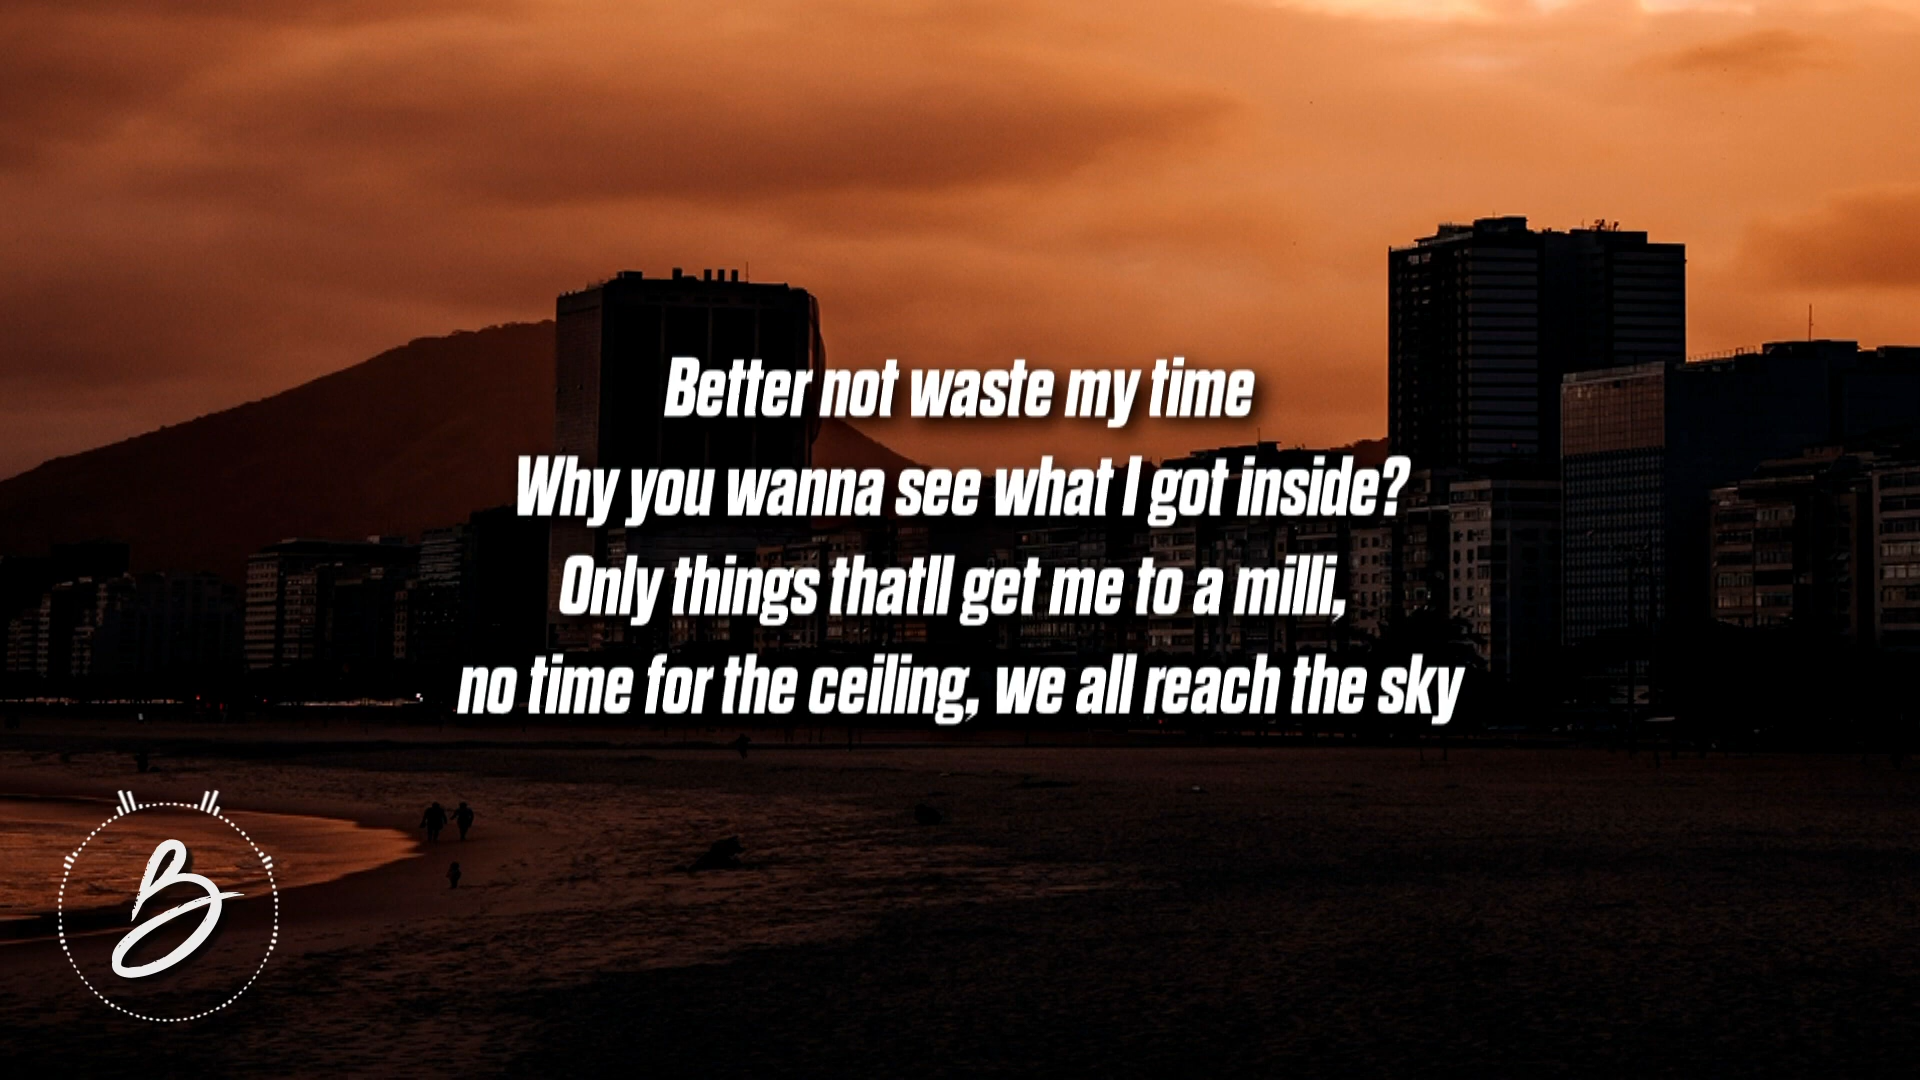 Better not waste my time
Why you wanna see what I got inside?
Only things thatll get me to a milli,
no time for the ceiling, we all reach the sky
B